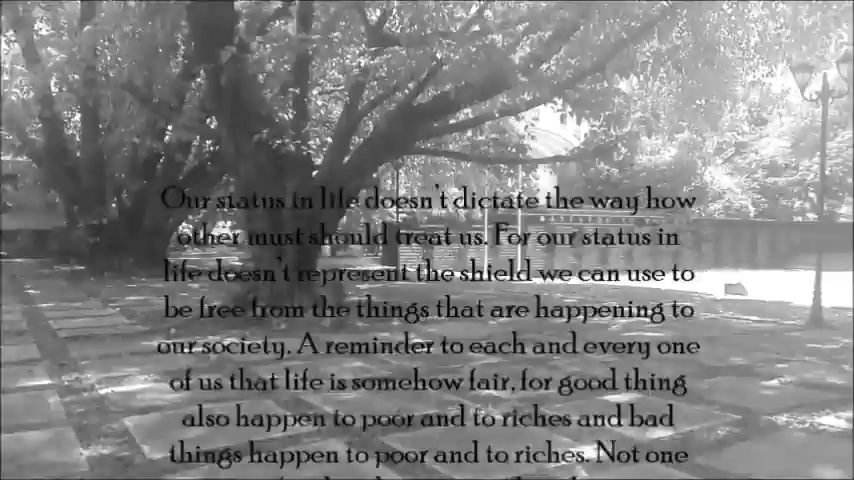 Our status in life doesn't dictate the way how
other must should treat us. For our status in
life doesn't represent the shield we can use to
be free from the things that are happening to
our society. A reminder to each and every one
of us that life is somehow fair, for good thing
also happen to poor and to riches and bad
things happen to poor and to riches. Not one